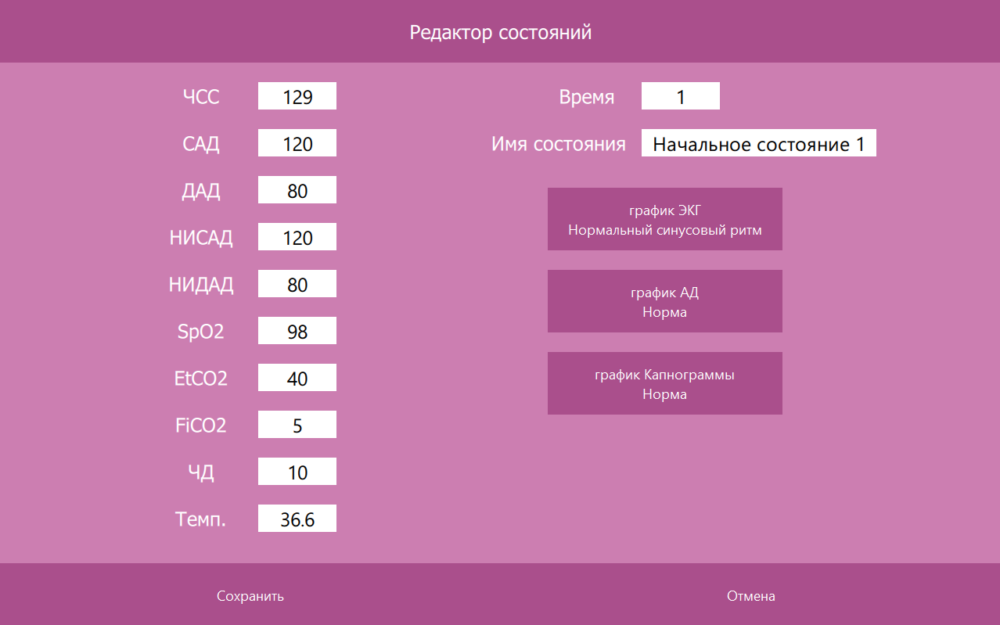 Редактор состояний
ЧСС 129
САД 120
ДАД 80
НИСАД 120
НИДАД 80
SpO2 98
EtCO2 40
FiCO2 5
ЧД 10
Темп. 36.6
Время 1
Имя состояния Начальное состояние 1
график ЭКГ
Нормальный синусовый ритм
график АД
Норма
график Капнограммы
Норма
Сохранить
Отмена